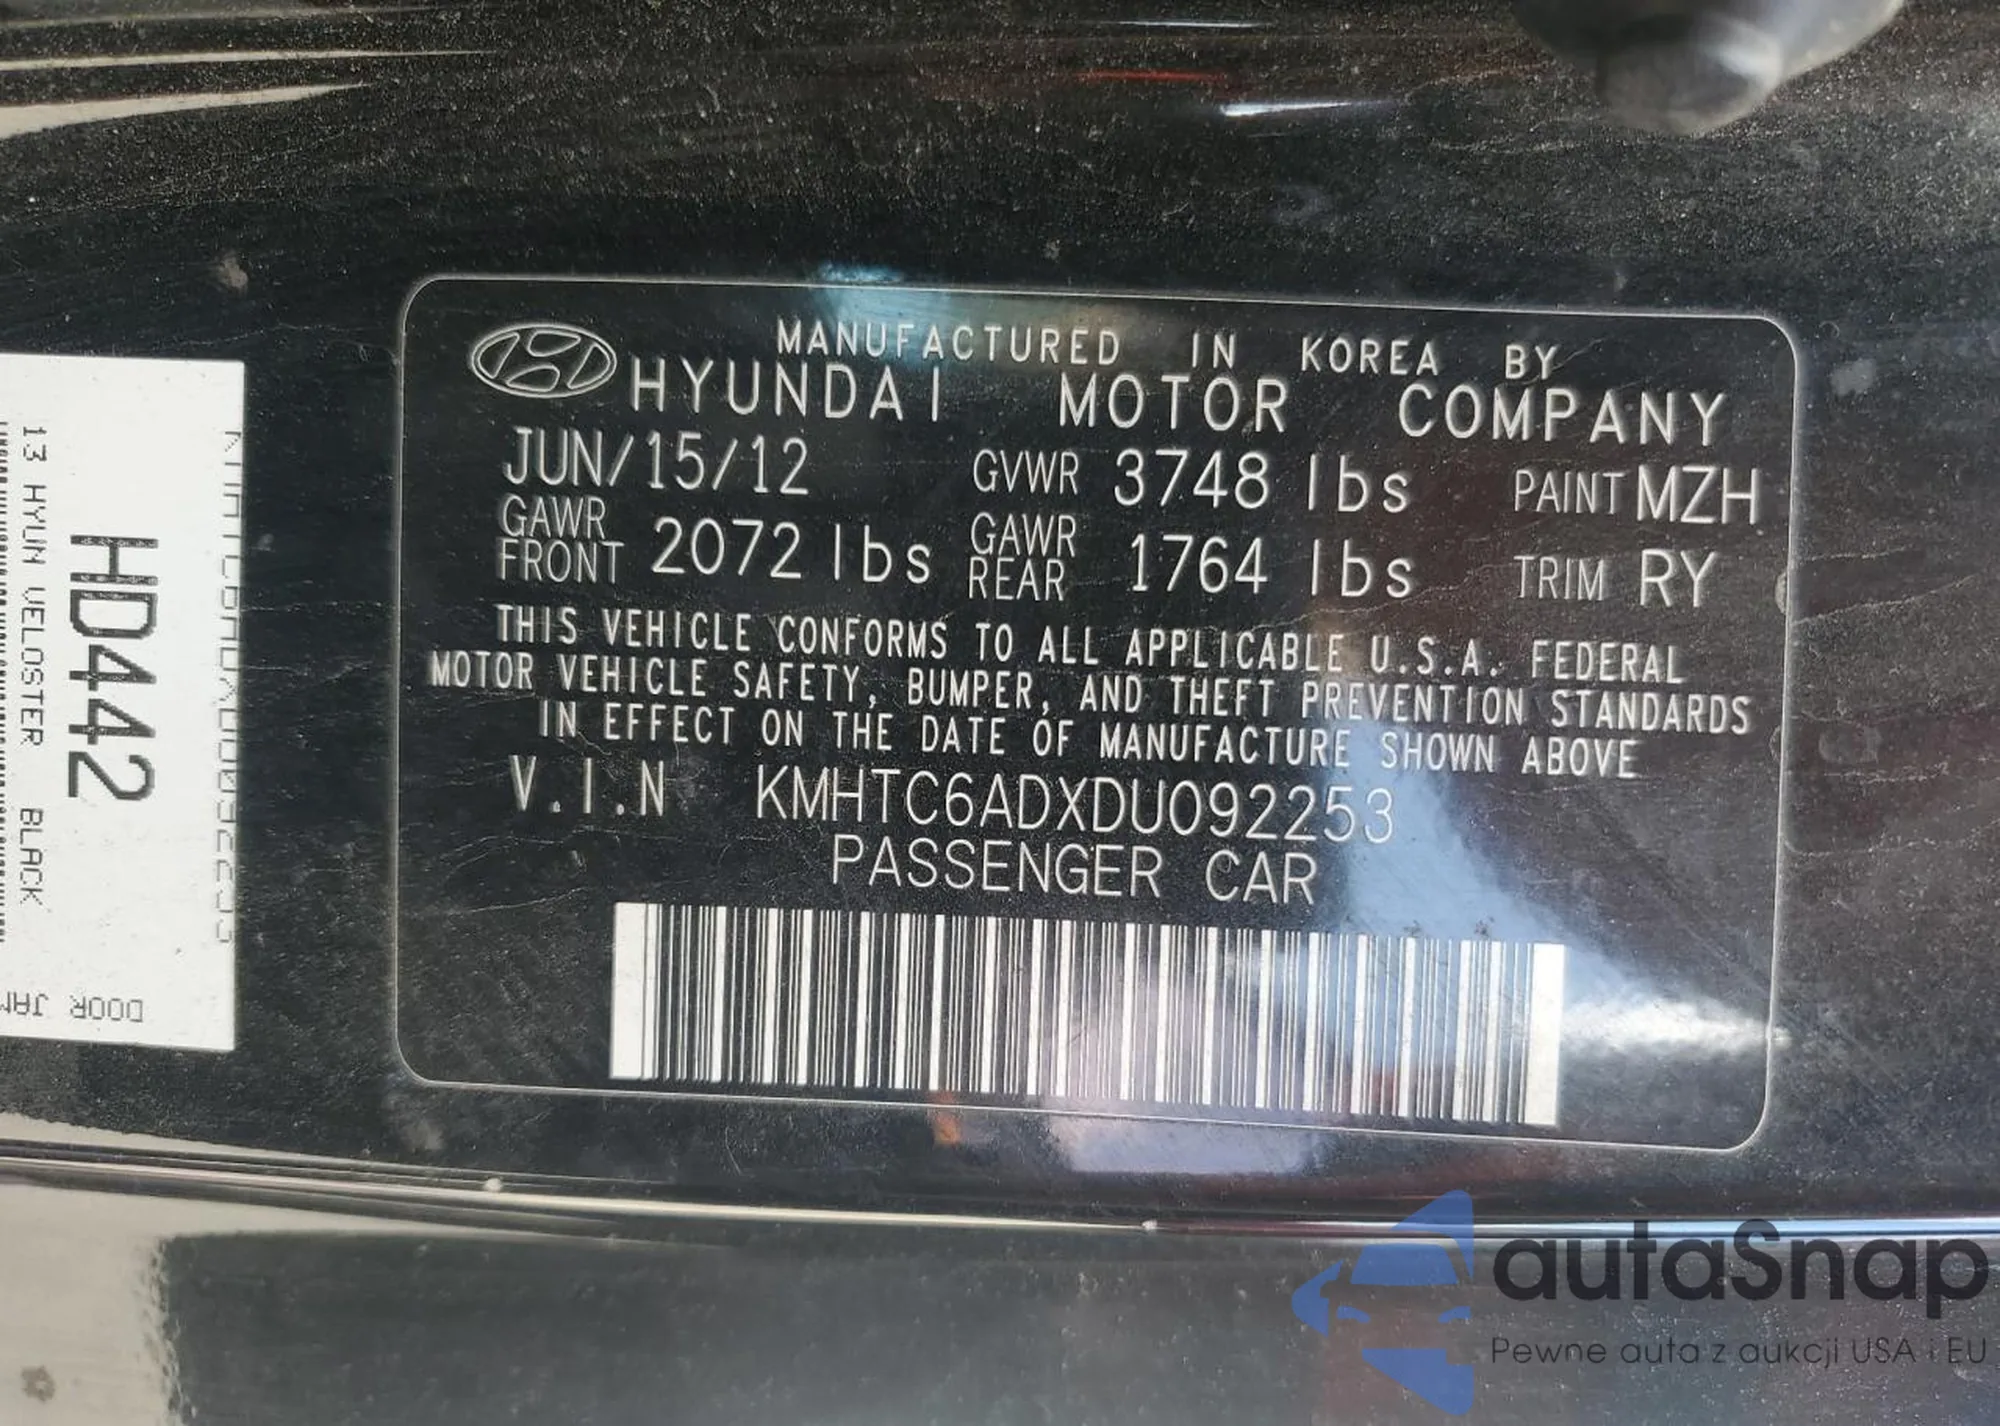 MANUFACTURED IN KOREA BY
HYUNDAI MOTOR COMPANY
JUN/15/12 GVWR 3748 lbs PAINT MZH
GAWR FRONT 2072 lbs GAWR REAR 1764 lbs TRIM RY
THIS VEHICLE CONFORMS TO ALL APPLICABLE U.S.A. FEDERAL
MOTOR VEHICLE SAFETY, BUMPER, AND THEFT PREVENTION STANDARDS
IN EFFECT ON THE DATE OF MANUFACTURE SHOWN ABOVE
V.I.N KMHTC6ADXDU092253
PASSENGER CAR
KMHTC6ADXDU092253
HD442
13 HYUN VELOSTER BLACK
DOOR JAM
autaSnap
Pewne auta z aukcji USA i EU